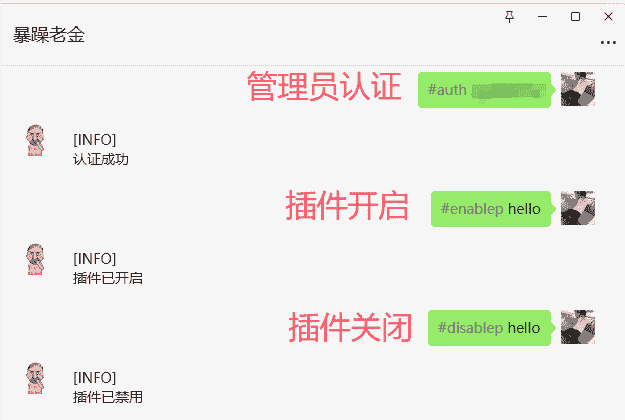 暴躁老金
管理员认证 #auth
[INFO]
认证成功
插件开启 #enablep hello
[INFO]
插件已开启
插件关闭 #disablep hello
[INFO]
插件已禁用